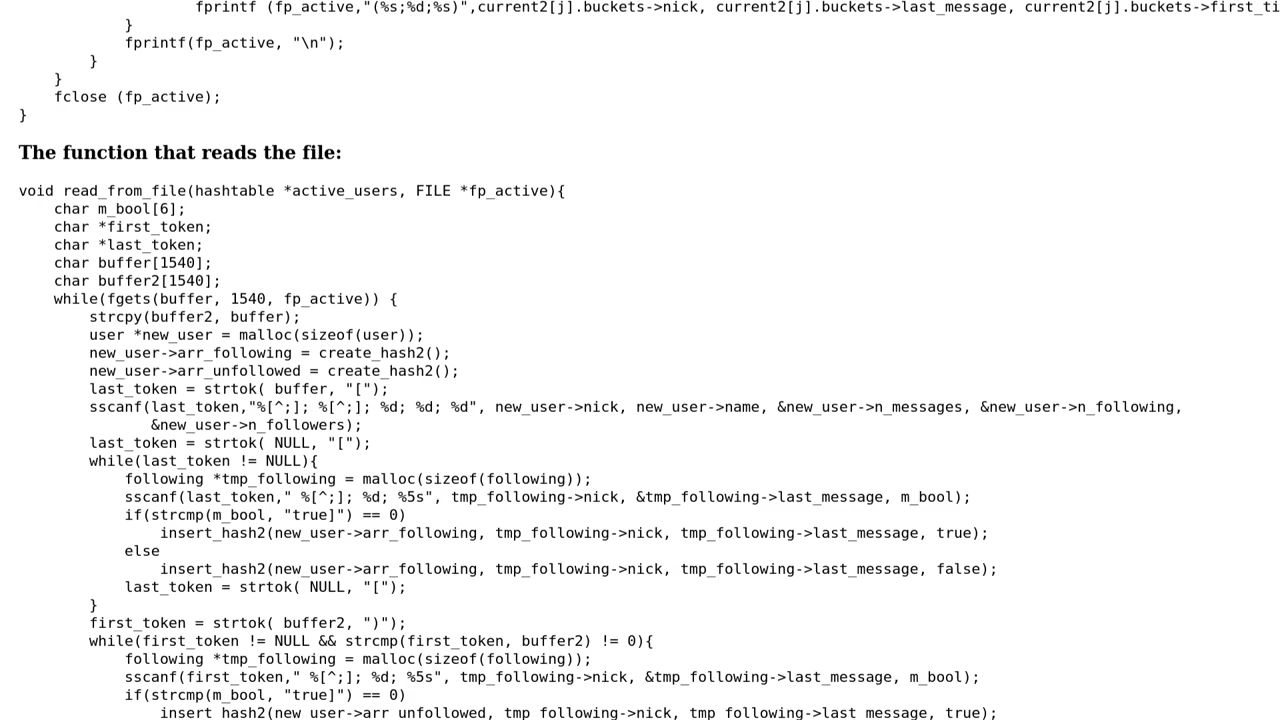 fprintf (fp_active,"(%s;%d;%s)",current2[j].buckets->nick, current2[j].buckets->last_message, current2[j].buckets->first_ti
}
fprintf(fp_active, "\n");
}
}
fclose (fp_active);
}
The function that reads the file:
void read_from_file(hashtable *active_users, FILE *fp_active){
char m_bool[6];
char *first_token;
char *last_token;
char buffer[1540];
char buffer2[1540];
while(fgets(buffer, 1540, fp_active)) {
strcpy(buffer2, buffer);
user *new_user = malloc(sizeof(user));
new_user->arr_following = create_hash2();
new_user->arr_unfollowed = create_hash2();
last_token = strtok( buffer, "[");
sscanf(last_token,"%[^;]; %[^;]; %d; %d; %d", new_user->nick, new_user->name, &new_user->n_messages, &new_user->n_following,
&new_user->n_followers);
last_token = strtok( NULL, "[");
while(last_token != NULL){
following *tmp_following = malloc(sizeof(following));
sscanf(last_token," %[^;]; %d; %5s", tmp_following->nick, &tmp_following->last_message, m_bool);
if(strcmp(m_bool, "true]") == 0)
insert_hash2(new_user->arr_following, tmp_following->nick, tmp_following->last_message, true);
else
insert_hash2(new_user->arr_following, tmp_following->nick, tmp_following->last_message, false);
last_token = strtok( NULL, "[");
}
first_token = strtok( buffer2, ")");
while(first_token != NULL && strcmp(first_token, buffer2) != 0){
following *tmp_following = malloc(sizeof(following));
sscanf(first_token," %[^;]; %d; %5s", tmp_following->nick, &tmp_following->last_message, m_bool);
if(strcmp(m_bool, "true]") == 0)
insert_hash2(new_user->arr_unfollowed, tmp_following->nick, tmp_following->last_message, true);